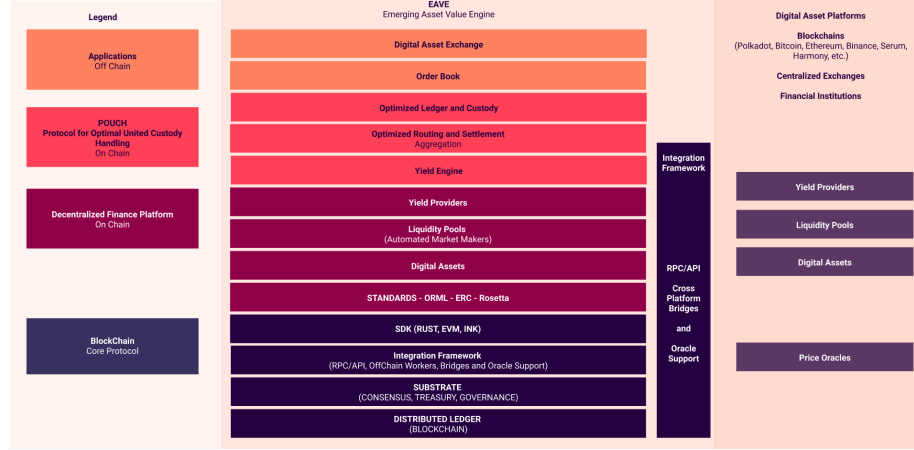 Legend
Applications
Off Chain
POUCH
Protocol for Optimal United Custody
Handling
On Chain
Decentralized Finance Platform
On Chain
BlockChain
Core Protocol
EAVE
Emerging Asset Value Engine
Digital Asset Exchange
Order Book
Optimized Ledger and Custody
Optimized Routing and Settlement
Aggregation
Yield Engine
Yield Providers
Liquidity Pools
(Automated Market Makers)
Digital Assets
STANDARDS - ORML - ERC - Rosetta
SDK (RUST, EVM, INK)
Integration Framework
(RPC/API, OffChain Workers, Bridges and Oracle Support)
SUBSTRATE
(CONSENSUS, TREASURY, GOVERNANCE)
DISTRIBUTED LEDGER
(BLOCKCHAIN)
Integration
Framework
RPC/API
Cross
Platform
Bridges
and
Oracle
Support
Digital Asset Platforms
Blockchains
(Polkadot, Bitcoin, Ethereum, Binance, Serum,
Harmony, etc.)
Centralized Exchanges
Financial Institutions
Yield Providers
Liquidity Pools
Digital Assets
Price Oracles